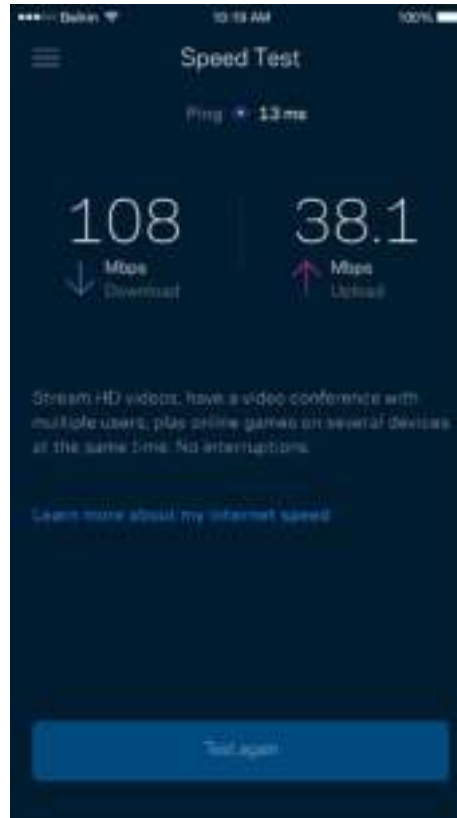 Belkin 10:19 AM 100%
Speed Test
Ping 13 ms
108 38.1
Mbps Mbps
Download Upload
Stream HD videos, have a video conference with
multiple users, plus online games on several devices
at the same time. No interruptions.
Learn more about my internet speed
Test again